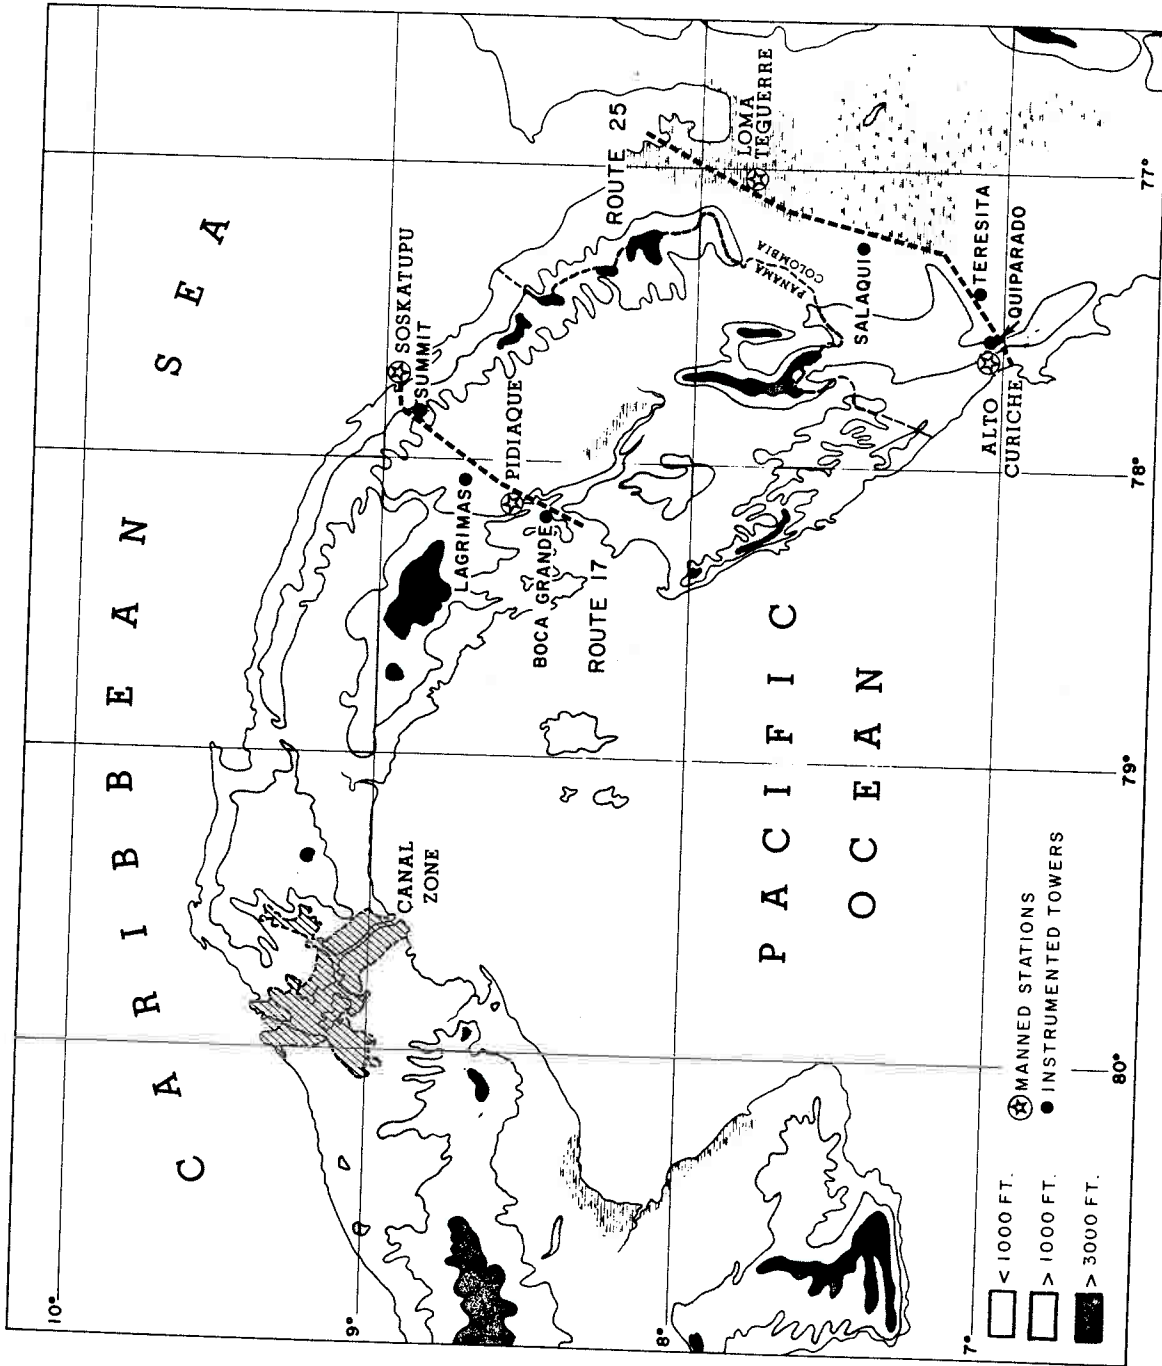 CARIBBEAN SEA
10°
9°
8°
7°
80°
79°
78°
77°
CANAL
ZONE
SOSKATUPU
SUMMIT
LAGRIMAS
PIDIAQUE
BOCA GRANDE
ROUTE 17
ROUTE 25
LOMA
TEGUERRE
PANAMA
COLOMBIA
SALAQUI
TERESITA
QUIPARADO
ALTO
CURICHE
PACIFIC
OCEAN
MANNED STATIONS
INSTRUMENTED TOWERS
< 1000 FT.
> 1000 FT.
> 3000 FT.